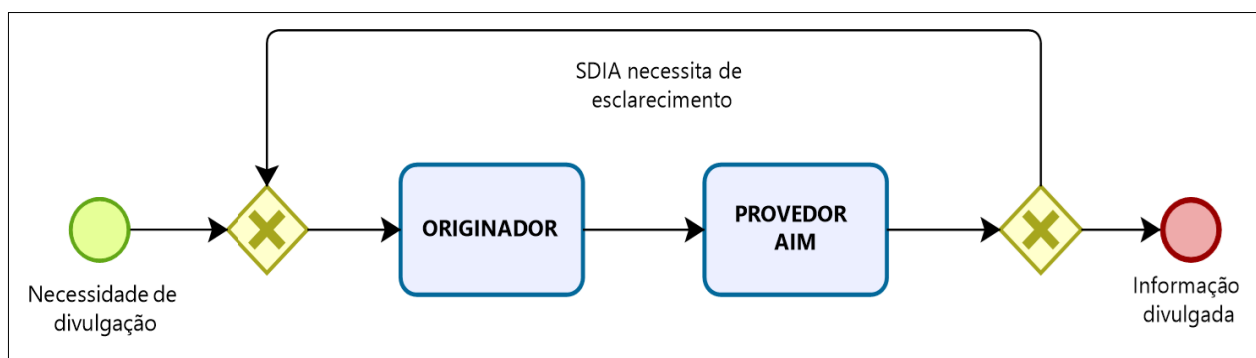 SDIA necessita de
esclarecimento
ORIGINADOR
PROVEDOR
AIM
Necessidade de
divulgação
Informação
divulgada